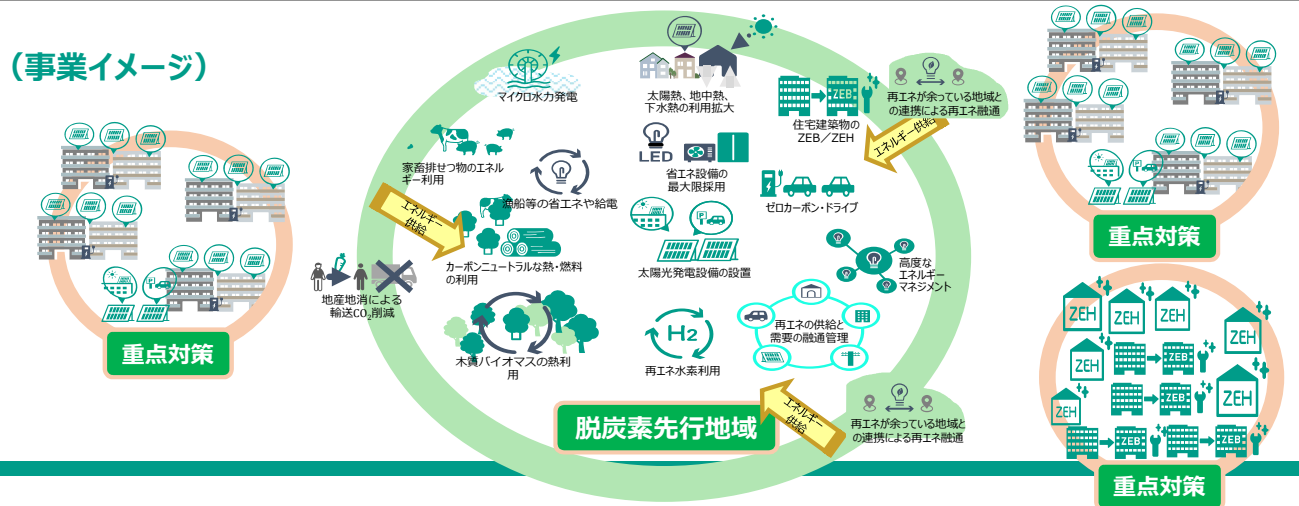 （事業イメージ）
重点対策
マイクロ水力発電
太陽熱、地中熱、
下水熱の利用拡大
ZEB
住宅建築物の
ZEB／ZEH
再エネが余っている地域と
の連携による再エネ融通
エネルギー供給
家畜排せつ物のエネル
ギー利用
漁船等の省エネや給電
LED
省エネ設備の
最大限採用
ゼロカーボン・ドライブ
エネルギー
供給
カーボンニュートラルな熱・燃料
の利用
P
太陽光発電設備の設置
高度な
エネルギー
マネジメント
地産地消による
輸送CO2削減
木質バイオマスの熱利
用
H2
再エネ水素利用
再エネの供給と
需要の融通管理
エネルギー
供給
再エネが余っている地域と
の連携による再エネ融通
脱炭素先行地域
P
重点対策
P
ZEH
ZEH
ZEH
ZEH
ZEH
ZEB
ZEH
ZEB
ZEH
ZEB
ZEB
重点対策